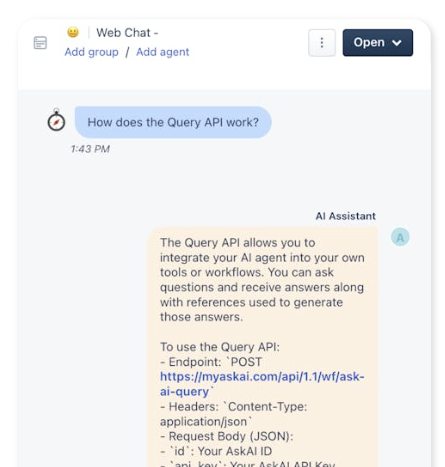 Web Chat -
Add group / Add agent
Open
How does the Query API work?
1:43 PM
AI Assistant
A
The Query API allows you to
integrate your AI agent into your own
tools or workflows. You can ask
questions and receive answers along
with references used to generate
those answers.
To use the Query API:
- Endpoint: `POST
https://myaskai.com/api/1.1/wf/ask-
ai-query`
- Headers: `Content-Type:
application/json`
- Request Body (JSON):
- `id`: Your AskAI ID
- `api_key`: Your AskAI API Key